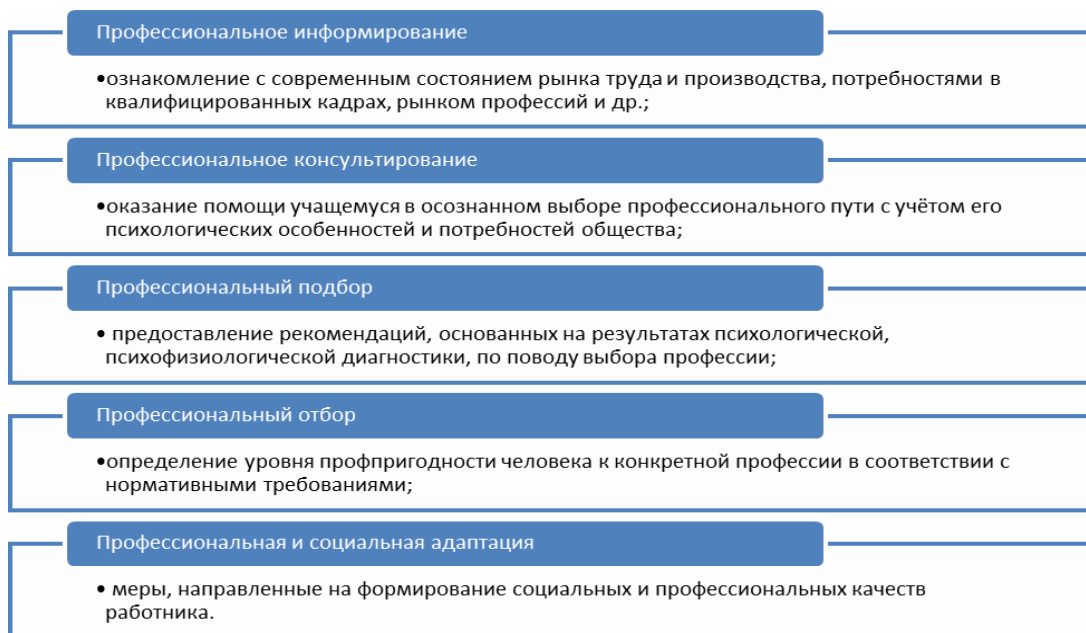 Профессиональное информирование
•ознакомление с современным состоянием рынка труда и производства, потребностями в
квалифицированных кадрах, рынком профессий и др.;
Профессиональное консультирование
•оказание помощи учащемуся в осознанном выборе профессионального пути с учётом его
психологических особенностей и потребностей общества;
Профессиональный подбор
• предоставление рекомендаций, основанных на результатах психологической,
психофизиологической диагностики, по поводу выбора профессии;
Профессиональный отбор
•определение уровня профпригодности человека к конкретной профессии в соответствии с
нормативными требованиями;
Профессиональная и социальная адаптация
• меры, направленные на формирование социальных и профессиональных качеств
работника.